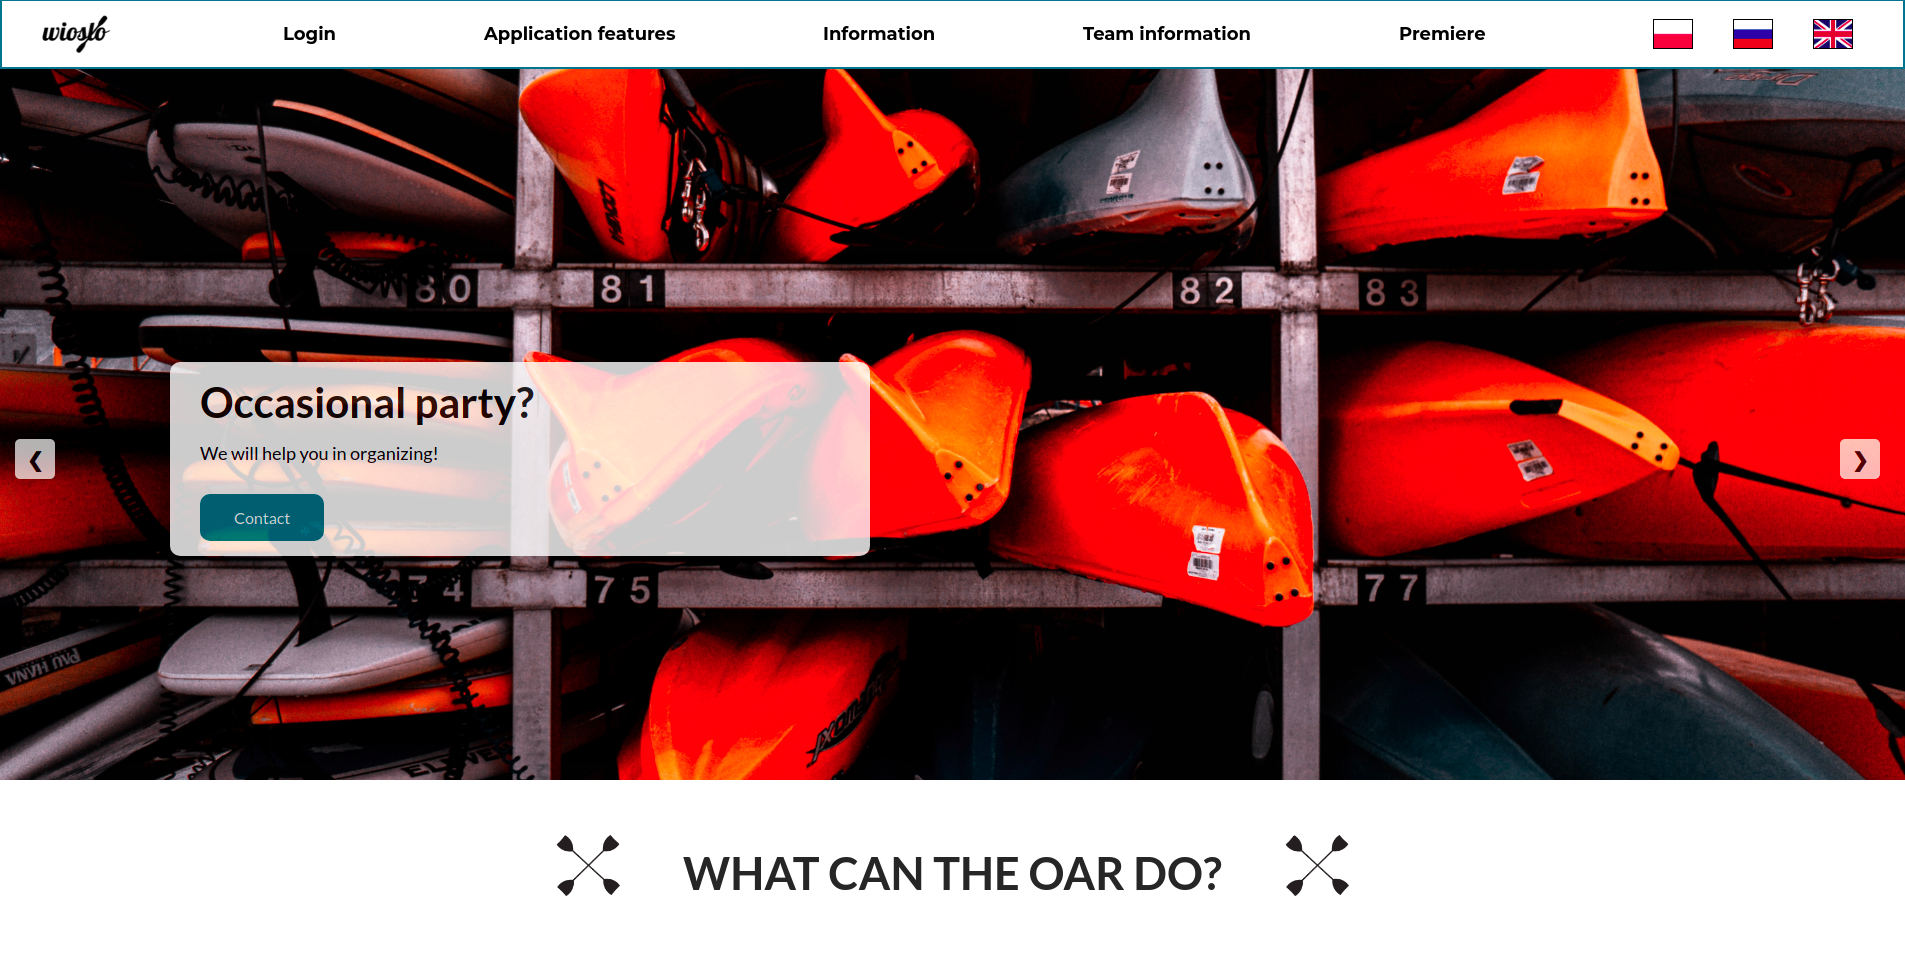 wiosło
Login
Application features
Information
Team information
Premiere
80
81
82
83
Occasional party?
We will help you in organizing!
Contact
❮
❯
74
75
77
WHAT CAN THE OAR DO?